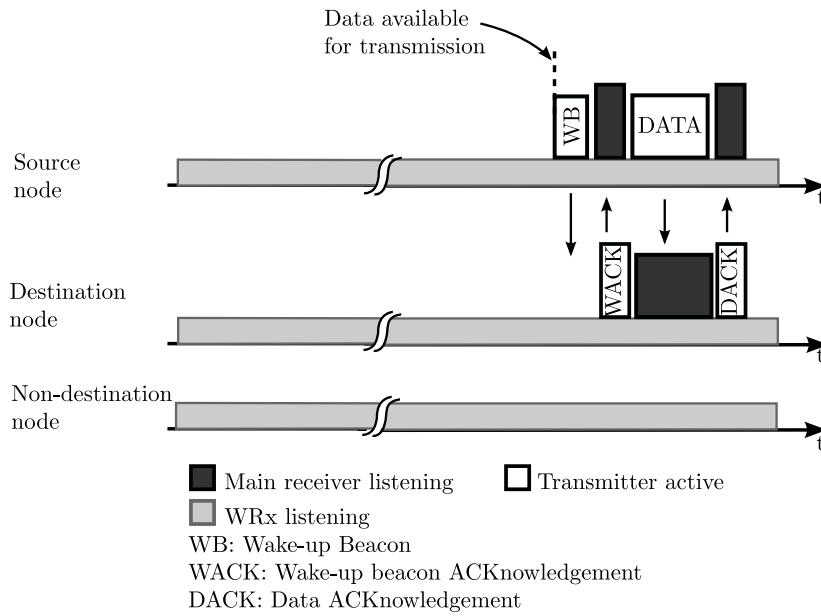 Data available
for transmission
WB
DATA
Source
node
t
WACK
DACK
Destination
node
t
Non-destination
node
t
Main receiver listening
Transmitter active
WRx listening
WB: Wake-up Beacon
WACK: Wake-up beacon ACKnowledgement
DACK: Data ACKnowledgement